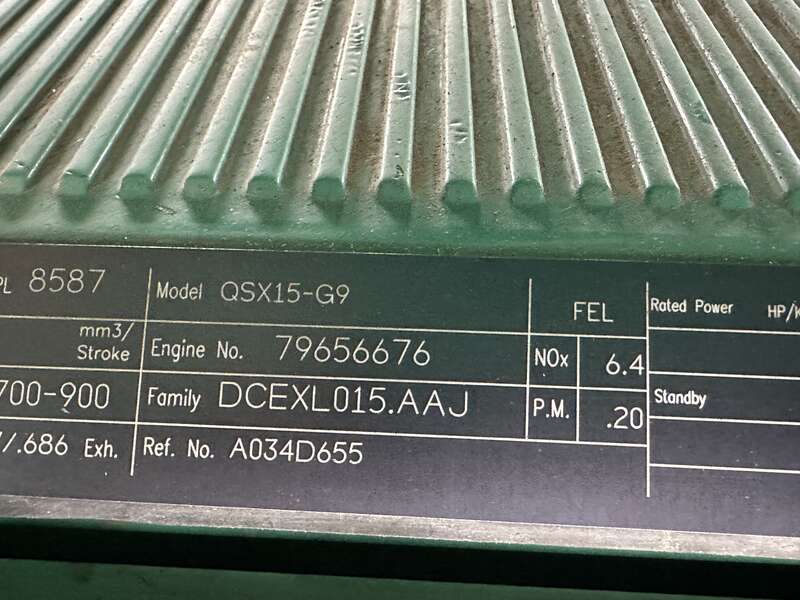 PL 8587
Model QSX15-G9
FEL
Rated Power HP/K
mm3/
Stroke
Engine No. 79656676
NOx 6.4
700-900
Family DCEXL015.AAJ
P.M. .20
Standby
/.686 Exh.
Ref. No. A034D655